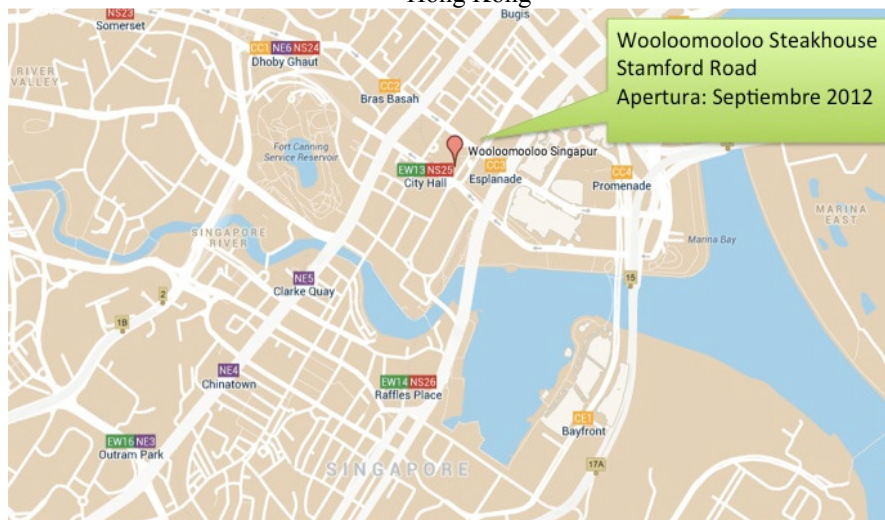 Hong Kong
NS23
Somerset
Bugis
Wooloomooloo Steakhouse
Stamford Road
Apertura: Septiembre 2012
CC1 NE6 NS24
Dhoby Ghaut
RIVER
VALLEY
CC2
Bras Basah
Fort Canning
Service Reservoir
Wooloomooloo Singapur
EW13 NS25
City Hall
CC3
Esplanade
CC4
Promenade
MARINA
EAST
SINGAPORE
RIVER
Marina Bay
NE5
Clarke Quay
15
2
1B
NE4
Chinatown
EW14 NS26
Raffles Place
CE1
Bayfront
EW16 NE3
Outram Park
SINGAPORE
17A